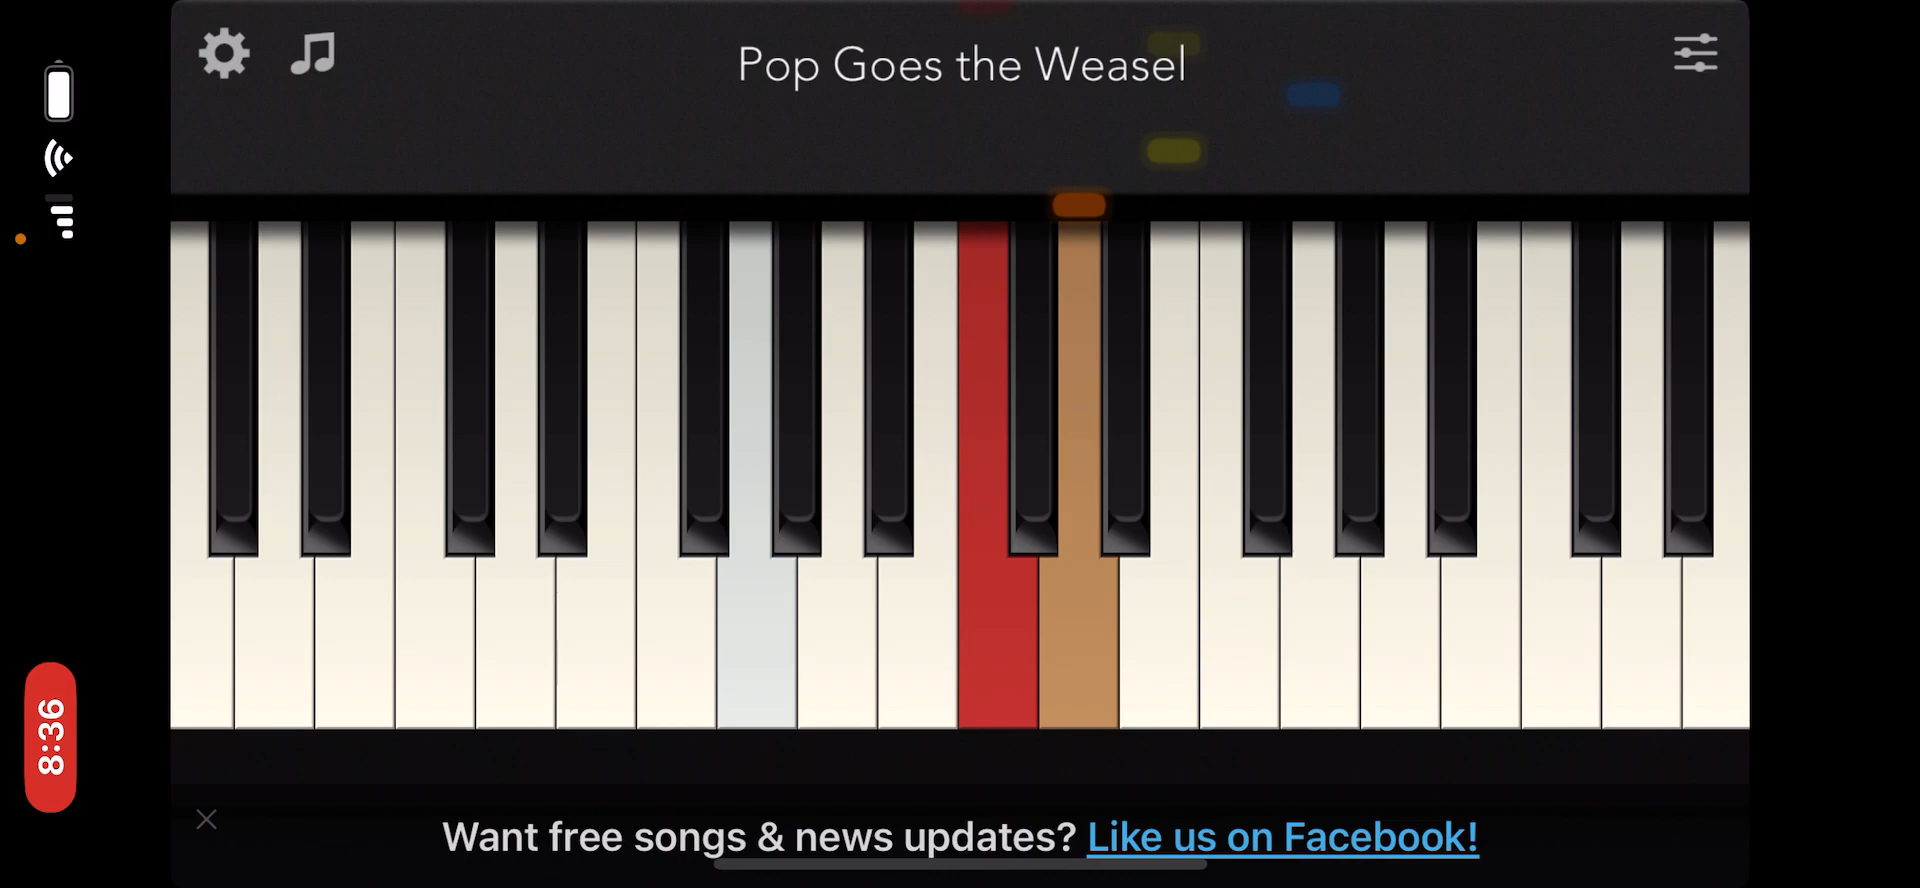 Pop Goes the Weasel
8:36
Want free songs & news updates? Like us on Facebook!